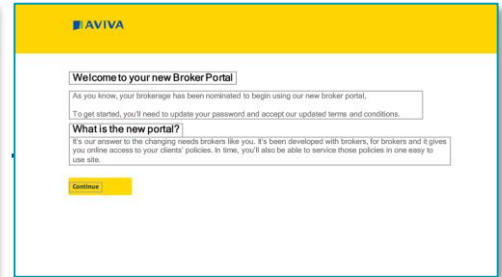 AVIVA
Welcome to your new Broker Portal
As you know, your brokerage has been nominated to begin using our new broker portal,
To get started, you'll need to update your password and accept our updated terms and conditions.
What is the new portal?
It's our answer to the changing needs brokers like you. It's been developed with brokers, for brokers and it gives
you online access to your clients' policies. In time, you'll also be able to service those policies in one easy to
use site.
Continue